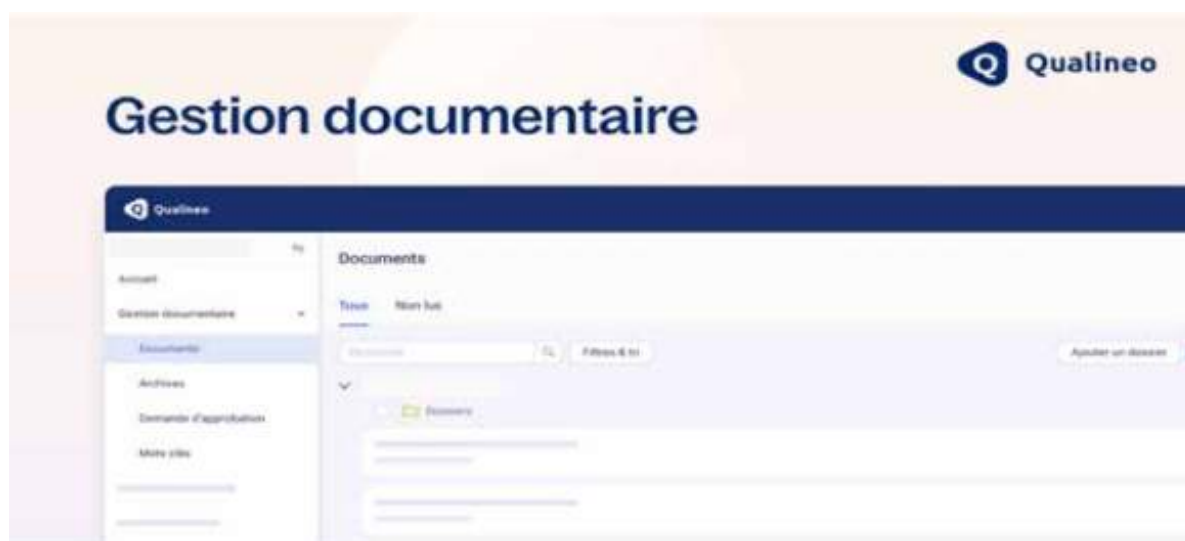 Qualineo
Gestion documentaire
Qualineo
Documents
Accueil
Tous Non lus
Gestion documentaire
Documents
Filtres & tri
Ajouter un dossier
Archives
Dossiers
Demande d'approbation
Mots clés